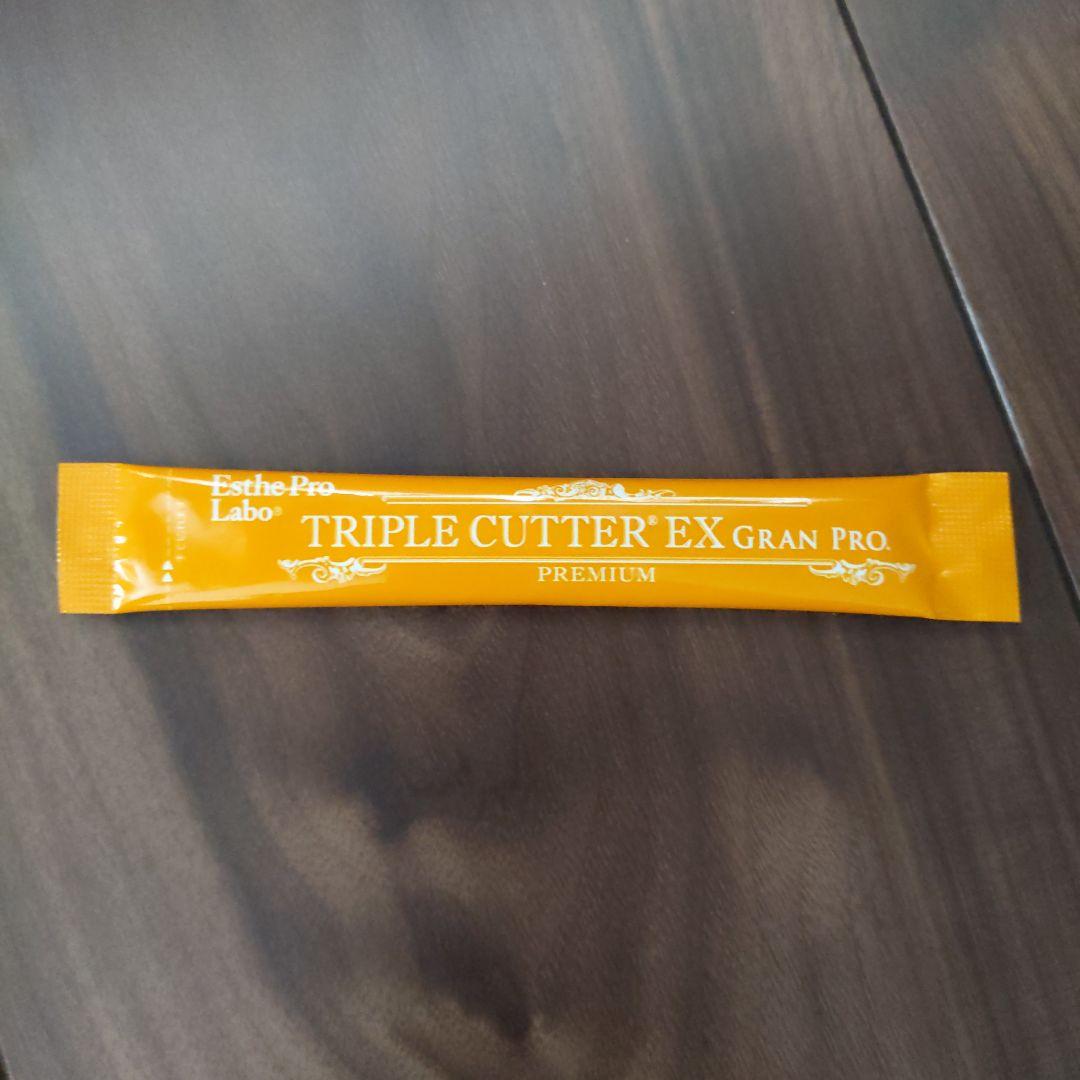 Esthe Pro
Labo®
TRIPLE CUTTER® EX GRAN PRO.
PREMIUM